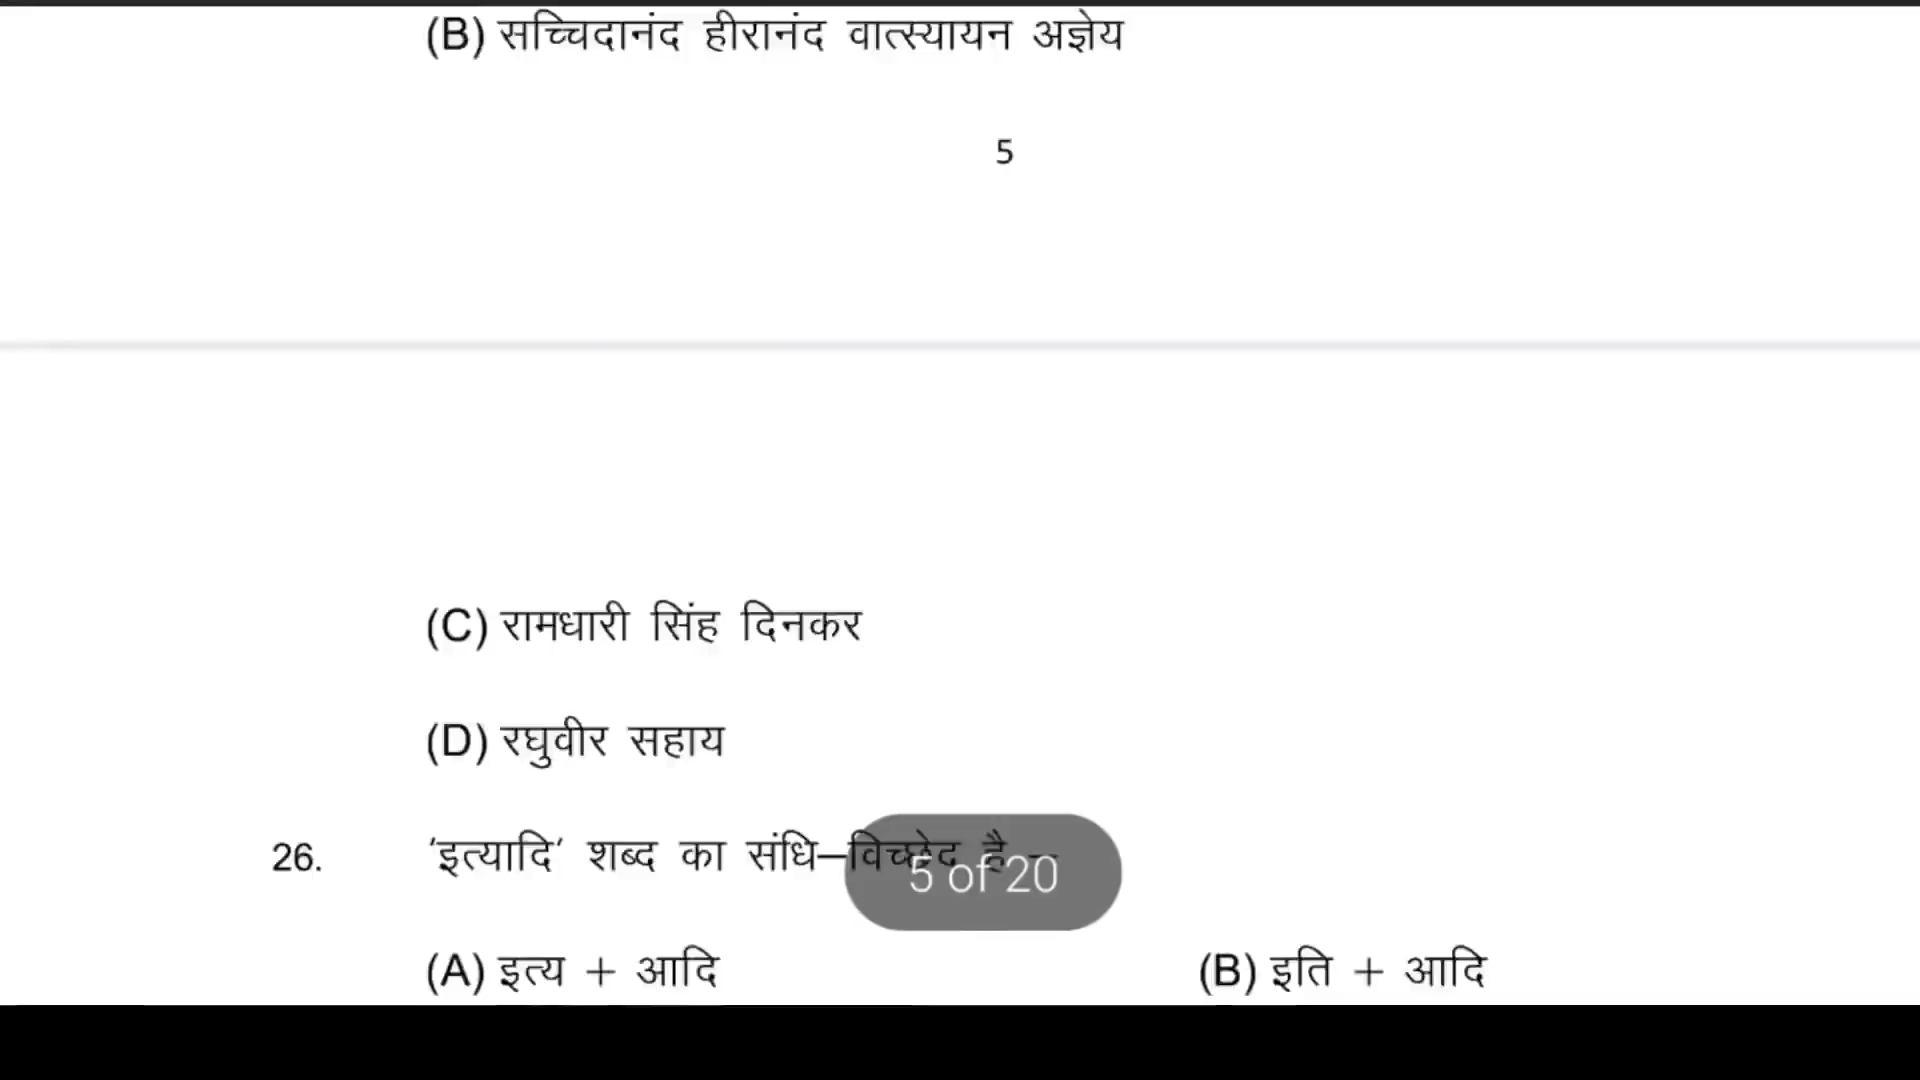 (B) सच्चिदानंद हीरानंद वात्स्यायन अज्ञेय
5
(C) रामधारी सिंह दिनकर
(D) रघुवीर सहाय
26. ‘इत्यादि’ शब्द का संधि–विच्छेद है –
5 of 20
(A) इत्य + आदि (B) इति + आदि